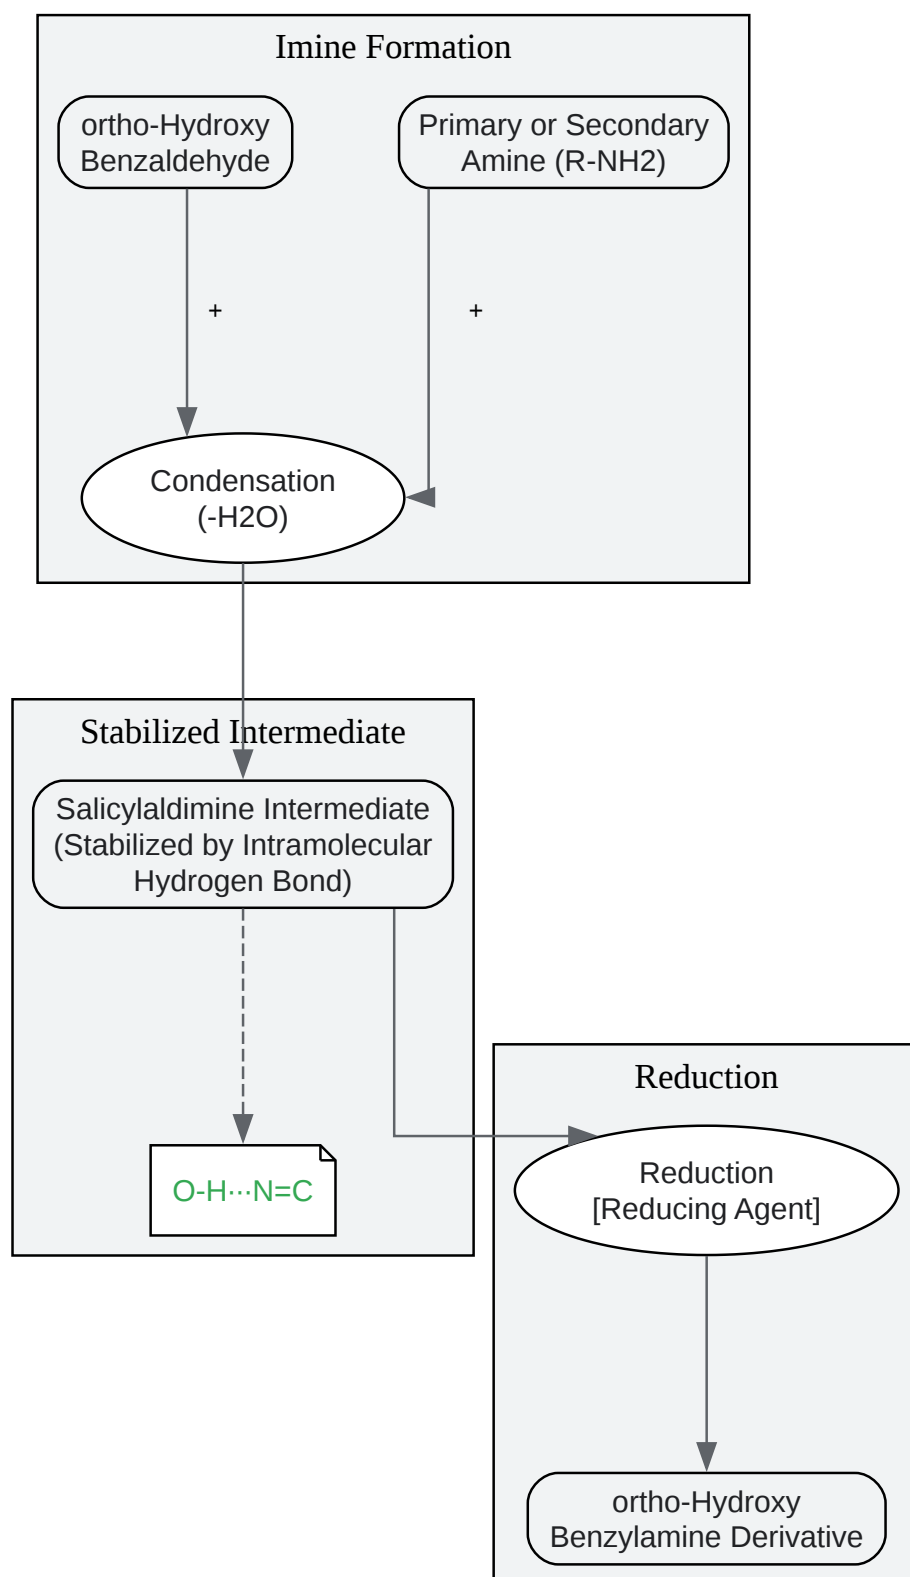 Imine Formation
ortho-Hydroxy
Benzaldehyde
Primary or Secondary
Amine (R-NH2)
+
+
Condensation
(-H2O)
Stabilized Intermediate
Salicylaldimine Intermediate
(Stabilized by Intramolecular
Hydrogen Bond)
O-H···N=C
Reduction
Reduction
[Reducing Agent]
ortho-Hydroxy
Benzylamine Derivative